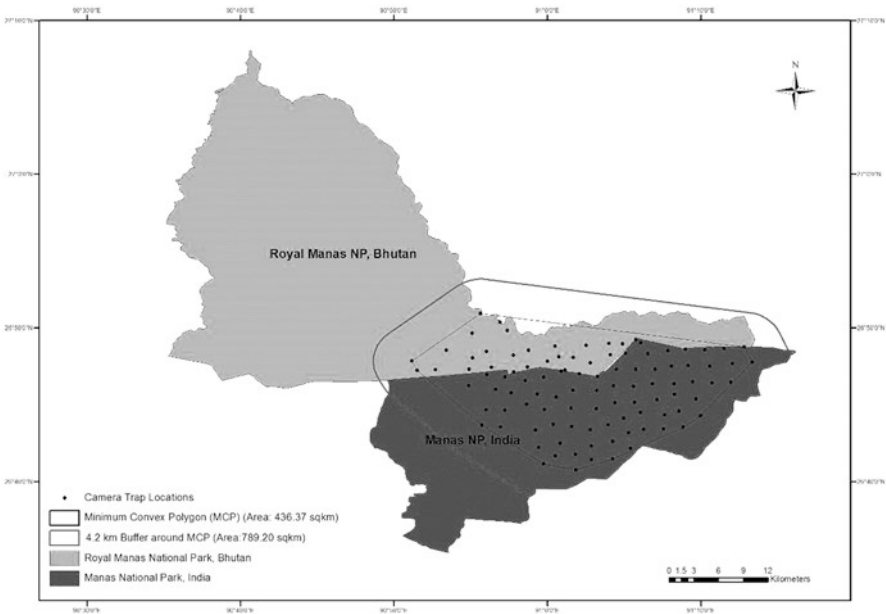 N
Royal Manas NP, Bhutan
Manas NP, India
Camera Trap Locations
Minimum Convex Polygon (MCP) (Area: 436.37 sqkm)
4.2 km Buffer around MCP (Area:789.20 sqkm)
Royal Manas National Park, Bhutan
Manas National Park, India
0 1.5 3 6 9 12
Kilometers